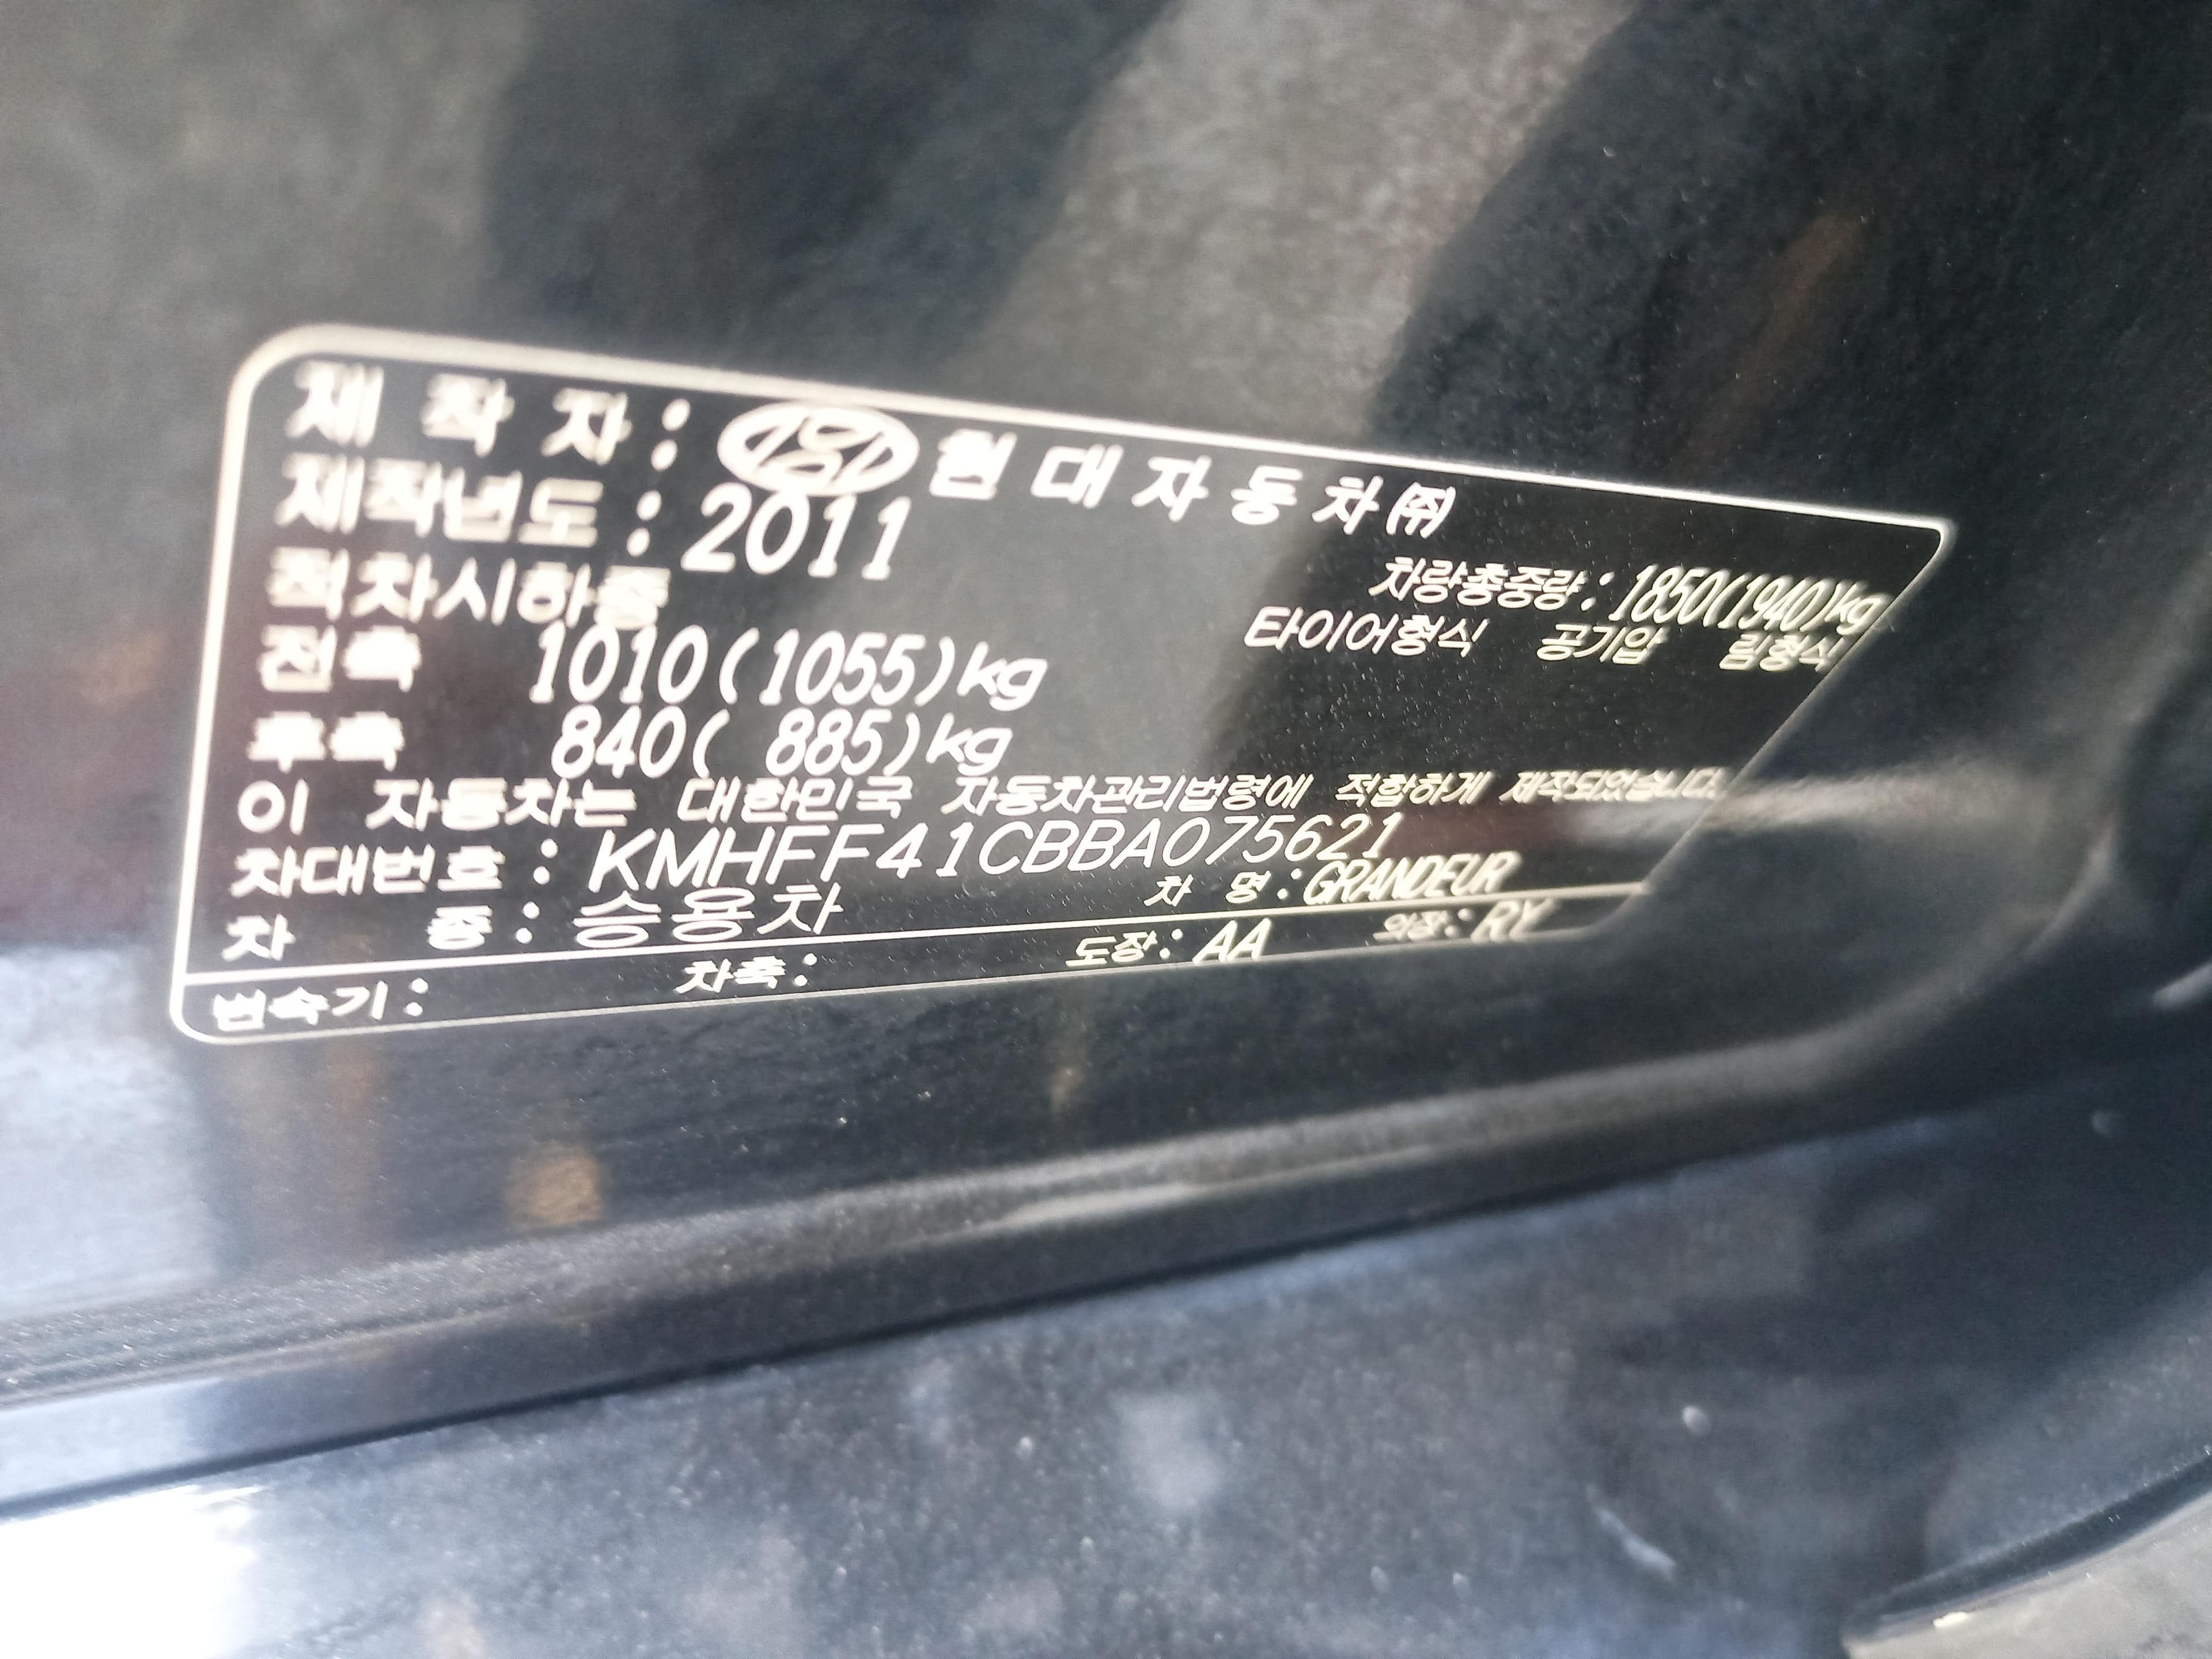 제 작 자 : 현 대 자 동 차 ㈜
제작년도 : 2011
적차시하중 차량총중량 : 1850(1940)kg
전축 1010(1055)kg 타이어형식 공기압 림형식
후축 840( 885)kg
이 자동차는 대한민국 자동차관리법령에 적합하게 제작되었습니다.
차대번호 : KMHFF41CBBA075621
차 종 : 승용차 차 명 : GRANDEUR
변속기 : 차축 : 도장 : AA 의장 : RY